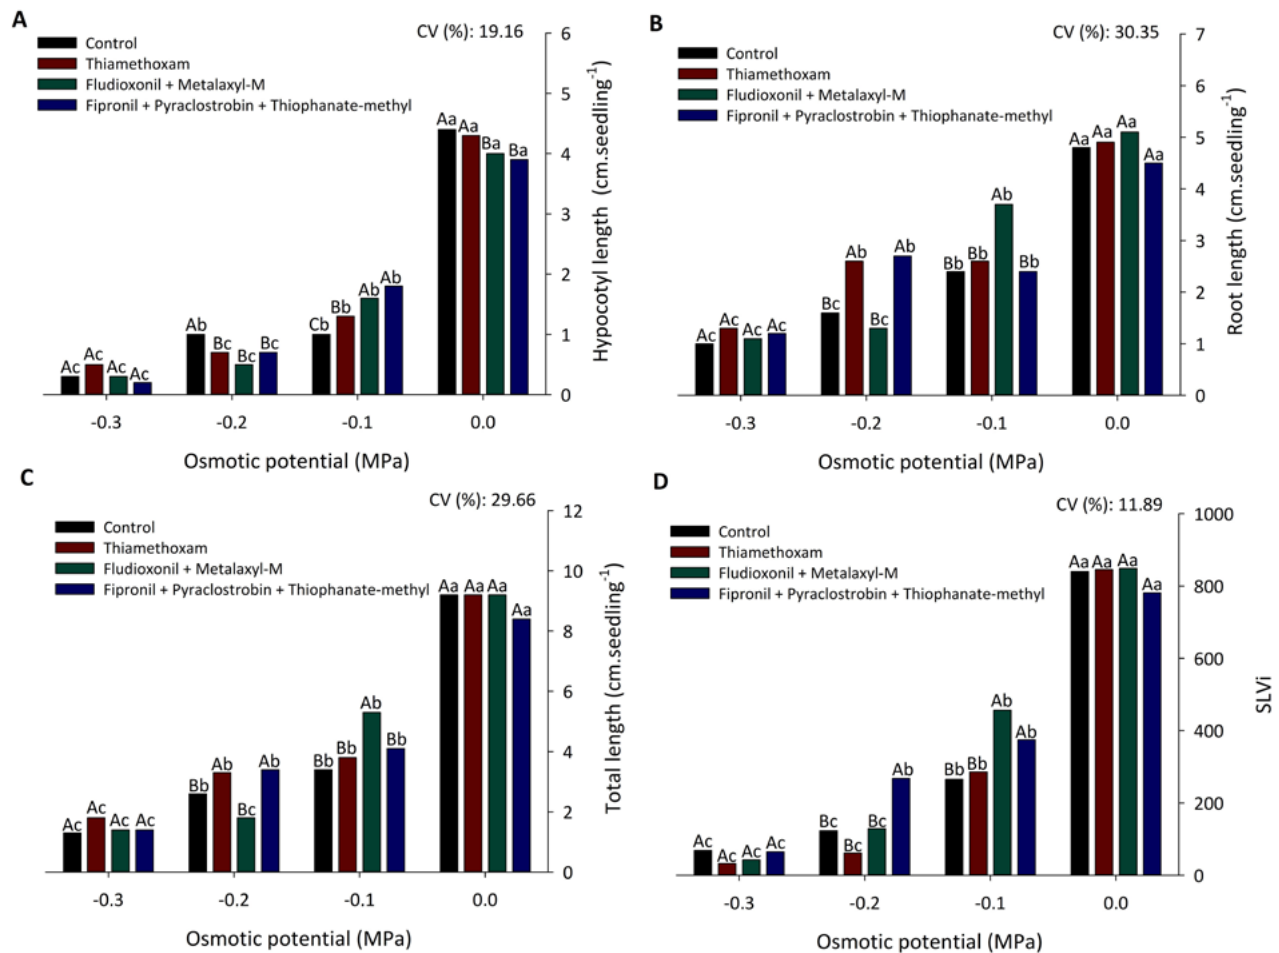 A
CV (%): 19.16
Control
Thiamethoxam
Fludioxonil + Metalaxyl-M
Fipronil + Pyraclostrobin + Thiophanate-methyl
6
5
4
3
2
1
0
Hypocotyl length (cm.seedling⁻¹)
Ac Ac Ac Ac
Ab Bc Bc Bc
Cb Bb Ab Ab
Aa Aa Ba Ba
-0.3 -0.2 -0.1 0.0
Osmotic potential (MPa)
B
CV (%): 30.35
Control
Thiamethoxam
Fludioxonil + Metalaxyl-M
Fipronil + Pyraclostrobin + Thiophanate-methyl
7
6
5
4
3
2
1
0
Root length (cm.seedling⁻¹)
Ac Ac Ac Ac
Bc Ab Bc Ab
Bb Bb Ab Bb
Aa Aa Aa Aa
-0.3 -0.2 -0.1 0.0
Osmotic potential (MPa)
C
CV (%): 29.66
Control
Thiamethoxam
Fludioxonil + Metalaxyl-M
Fipronil + Pyraclostrobin + Thiophanate-methyl
12
10
8
6
4
2
0
Total length (cm.seedling⁻¹)
Ac Ac Ac Ac
Bb Ab Bc Ab
Bb Bb Ab Bb
Aa Aa Aa Aa
-0.3 -0.2 -0.1 0.0
Osmotic potential (MPa)
D
CV (%): 11.89
Control
Thiamethoxam
Fludioxonil + Metalaxyl-M
Fipronil + Pyraclostrobin + Thiophanate-methyl
1000
800
600
400
200
0
SLVi
Ac Ac Ac Ac
Bc Bc Bc Ab
Bb Bb Ab Ab
Aa Aa Aa Aa
-0.3 -0.2 -0.1 0.0
Osmotic potential (MPa)